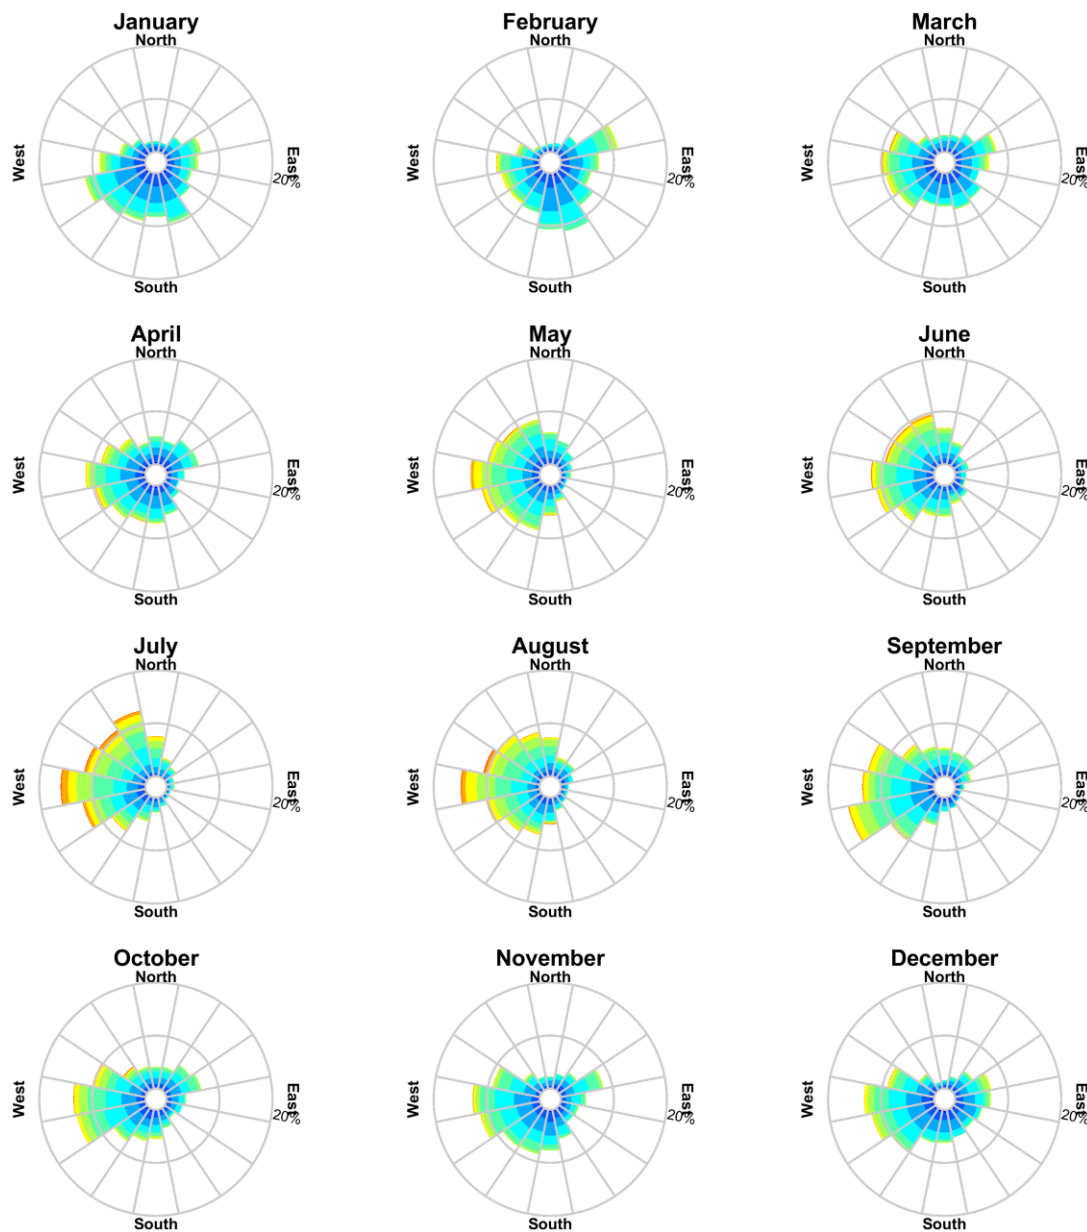 January
North
West
East
20%
South
February
North
West
East
20%
South
March
North
West
East
20%
South
April
North
West
East
20%
South
May
North
West
East
20%
South
June
North
West
East
20%
South
July
North
West
East
20%
South
August
North
West
East
20%
South
September
North
West
East
20%
South
October
North
West
East
20%
South
November
North
West
East
20%
South
December
North
West
East
20%
South